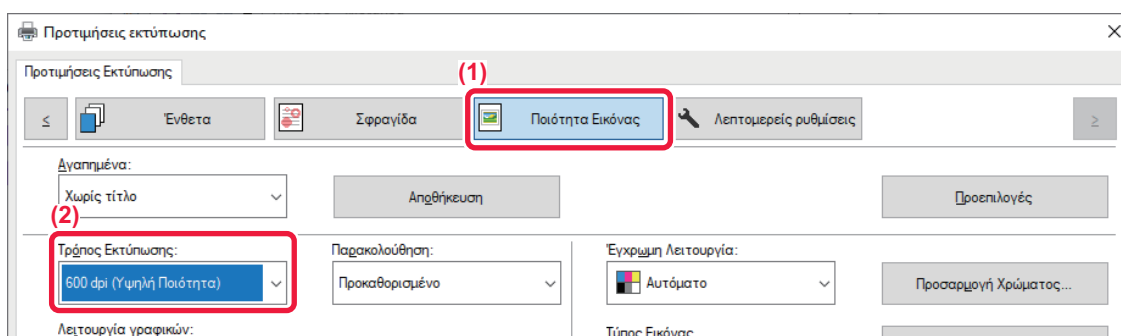 Προτιμήσεις εκτύπωσης
Προτιμήσεις Εκτύπωσης
(1)
< Ένθετα Σφραγίδα Ποιότητα Εικόνας Λεπτομερείς ρυθμίσεις >
Αγαπημένα:
Χωρίς τίτλο Αποθήκευση Προεπιλογές
(2)
Τρόπος Εκτύπωσης: Παρακολούθηση: Έγχρωμη Λειτουργία:
600 dpi (Υψηλή Ποιότητα) Προκαθορισμένο Αυτόματο Προσαρμογή Χρώματος...
Λειτουργία γραφικών: Τύπος Εικόνας